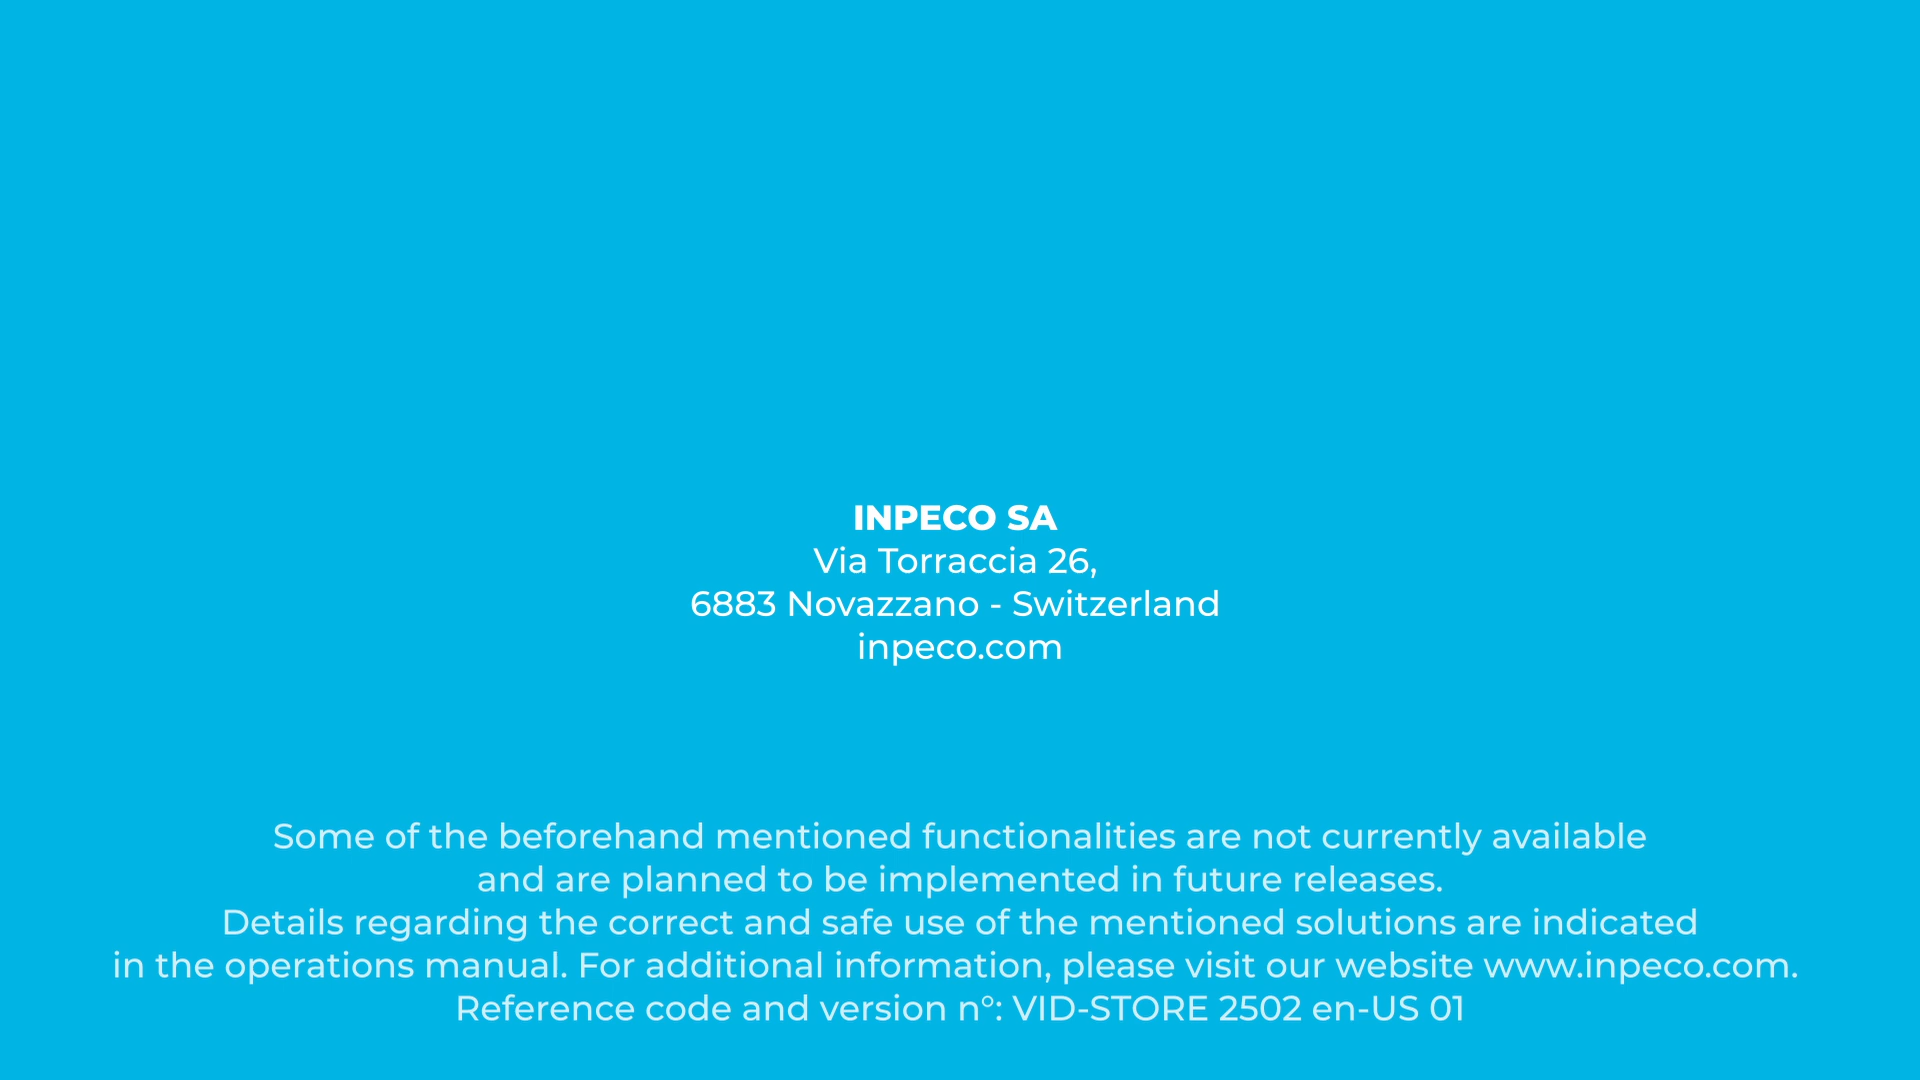 INPECO SA
Via Torraccia 26,
6883 Novazzano - Switzerland
inpeco.com
Some of the beforehand mentioned functionalities are not currently available
and are planned to be implemented in future releases.
Details regarding the correct and safe use of the mentioned solutions are indicated
in the operations manual. For additional information, please visit our website www.inpeco.com.
Reference code and version n°: VID-STORE 2502 en-US 01